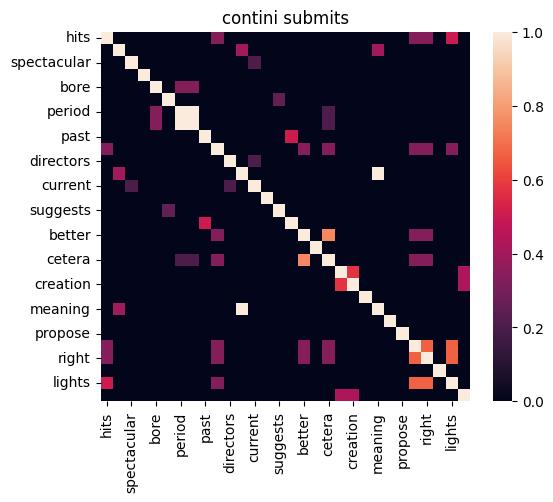 contini submits
hits
spectacular
bore
period
past
directors
current
suggests
better
cetera
creation
meaning
propose
right
lights
hits
spectacular
bore
period
past
directors
current
suggests
better
cetera
creation
meaning
propose
right
lights
1.0
0.8
0.6
0.4
0.2
0.0